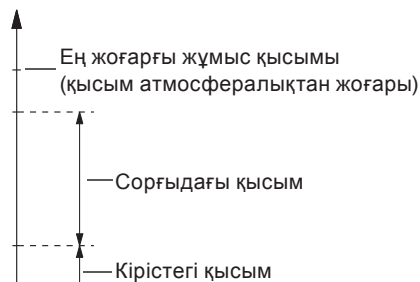 Ең жоғарғы жұмыс қысымы
(қысым атмосфералықтан жоғары)
Сорғыдағы қысым
Кірістегі қысым